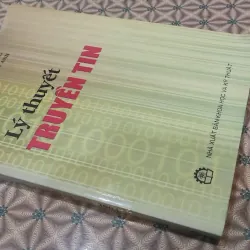 Lý thuyết
TRUYỀN TIN
NHÀ XUẤT BẢN KHOA HỌC VÀ KỸ THUẬT